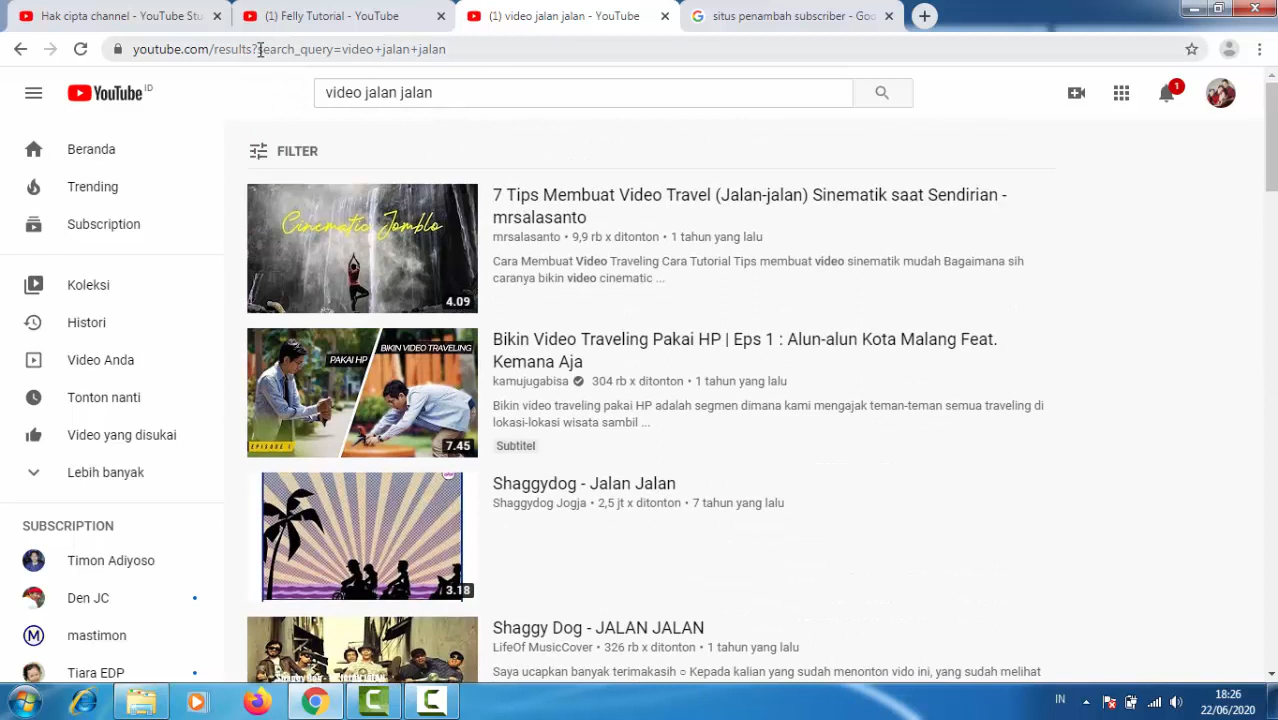 Hak cipta channel - YouTube Stu
(1) Felly Tutorial - YouTube
(1) video jalan jalan - YouTube
situs penambah subscriber - Goo
youtube.com/results?search_query=video+jalan+jalan
YouTube ID
video jalan jalan
1
Beranda
Trending
Subscription
Koleksi
Histori
Video Anda
Tonton nanti
Video yang disukai
Lebih banyak
SUBSCRIPTION
Timon Adiyoso
Den JC
M mastimon
Tiara EDP
FILTER
Cinematic Jomblo
4.09
7 Tips Membuat Video Travel (Jalan-jalan) Sinematik saat Sendirian -
mrsalasanto
mrsalasanto • 9,9 rb x ditonton • 1 tahun yang lalu
Cara Membuat Video Traveling Cara Tutorial Tips membuat video sinematik mudah Bagaimana sih
caranya bikin video cinematic ...
PAKAI HP
BIKIN VIDEO TRAVELING
EPISODE 1
7.45
Bikin Video Traveling Pakai HP | Eps 1 : Alun-alun Kota Malang Feat.
Kemana Aja
kamujugabisa 304 rb x ditonton • 1 tahun yang lalu
Bikin video traveling pakai HP adalah segmen dimana kami mengajak teman-teman semua traveling di
lokasi-lokasi wisata sambil ...
Subtitel
3.18
Shaggydog - Jalan Jalan
Shaggydog Jogja • 2,5 jt x ditonton • 7 tahun yang lalu
Shaggy Dog - JALAN JALAN
LifeOf MusicCover • 326 rb x ditonton • 1 tahun yang lalu
Saya ucapkan banyak terimakasih ○ Kepada kalian yang sudah menonton vido ini, yang sudah melihat
IN
18:26
22/06/2020